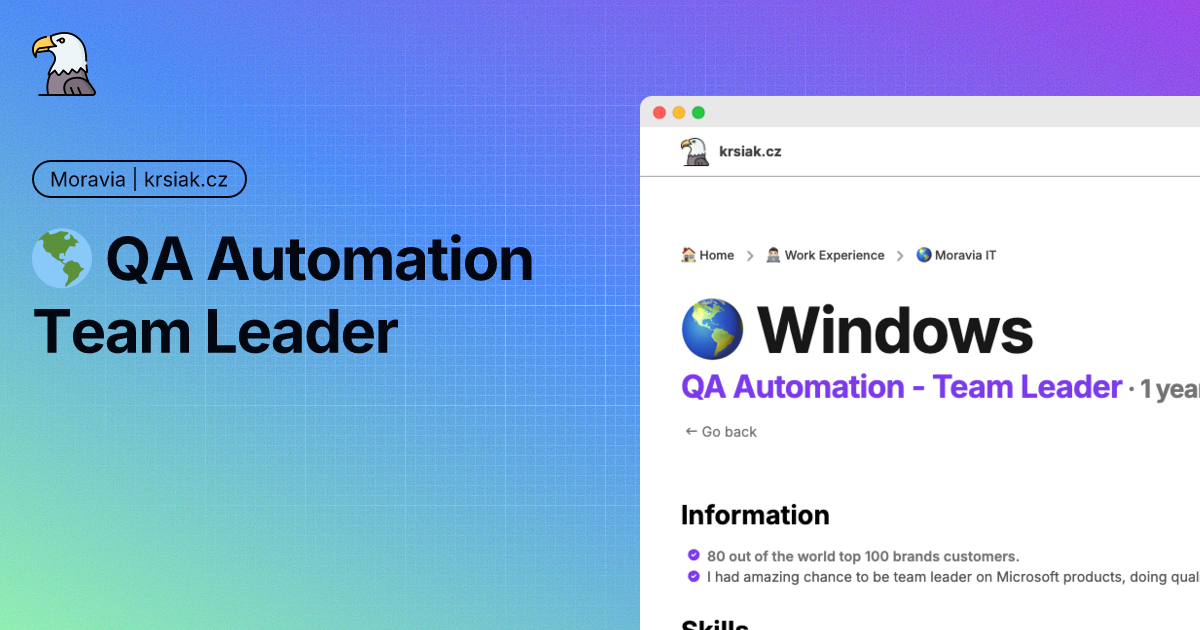 Moravia | krsiak.cz
QA Automation
Team Leader
krsiak.cz
Home > Work Experience > Moravia IT
Windows
QA Automation - Team Leader · 1
← Go back
Information
80 out of the world top 100 brands customers.
I had amazing chance to be team leader on Microsoft products, doing
Skills